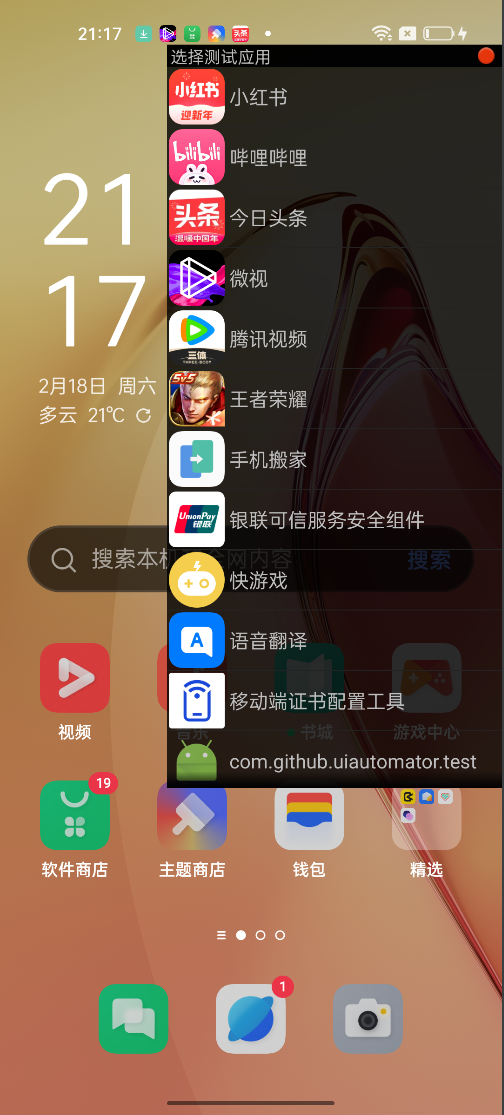 21:17
选择测试应用
小红书
小红书
迎新年
bilibili
哔哩哔哩
头条
温暖中国年
今日头条
微视
三体
THREE-BODY
腾讯视频
5v5
王者荣耀
手机搬家
UnionPay
银联
银联可信服务安全组件
快游戏
A
语音翻译
移动端证书配置工具
com.github.uiautomator.test
21
17
2月18日 周六
多云 21℃
搜索本机 全网内容
搜索
视频
音乐
书城
游戏中心
19
软件商店
主题商店
钱包
精选
1